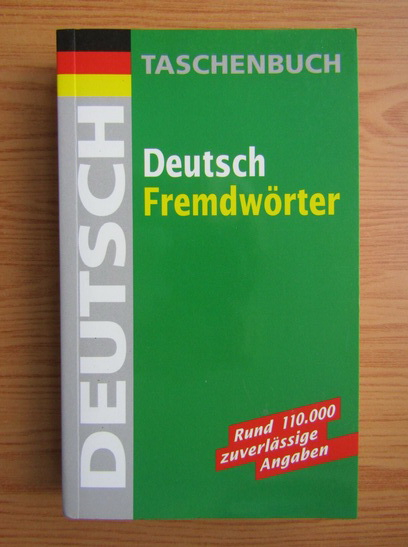 TASCHENBUCH
DEUTSCH
Deutsch
Fremdwörter
Rund 110.000
zuverlässige
Angaben